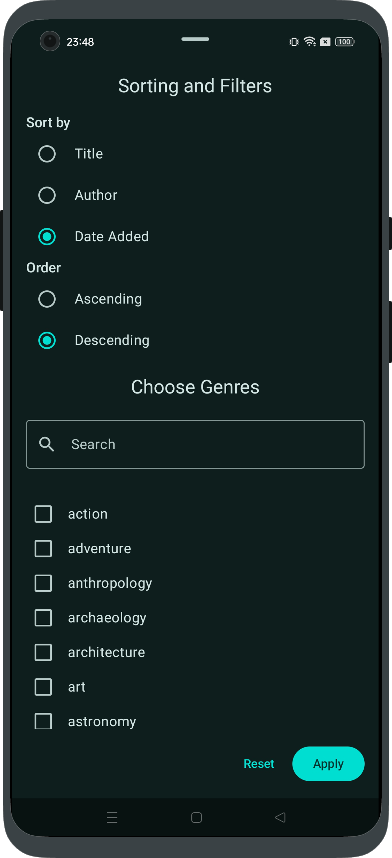 23:48
100
Sorting and Filters
Sort by
Title
Author
Date Added
Order
Ascending
Descending
Choose Genres
Search
action
adventure
anthropology
archaeology
architecture
art
astronomy
Reset
Apply